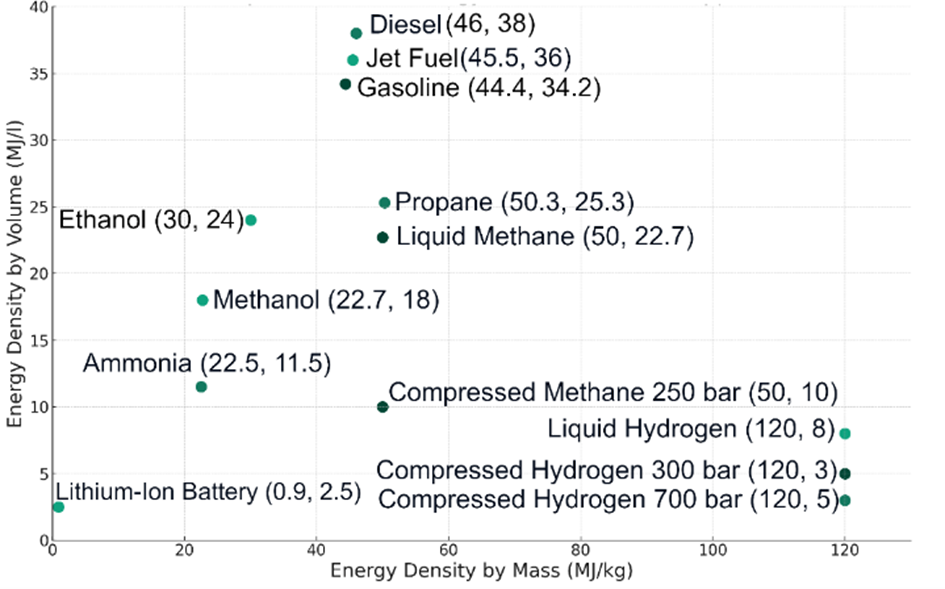 40
Diesel (46, 38)
Jet Fuel(45.5, 36)
35
Gasoline (44.4, 34.2)
30
25
Propane (50.3, 25.3)
Ethanol (30, 24)
Liquid Methane (50, 22.7)
20
Methanol (22.7, 18)
15
Ammonia (22.5, 11.5)
Compressed Methane 250 bar (50, 10)
10
Liquid Hydrogen (120, 8)
5
Compressed Hydrogen 300 bar (120, 3)
Lithium-Ion Battery (0.9, 2.5)
Compressed Hydrogen 700 bar (120, 5)
0
0 20 40 60 80 100 120
Energy Density by Mass (MJ/kg)
Energy Density by Volume (MJ/l)